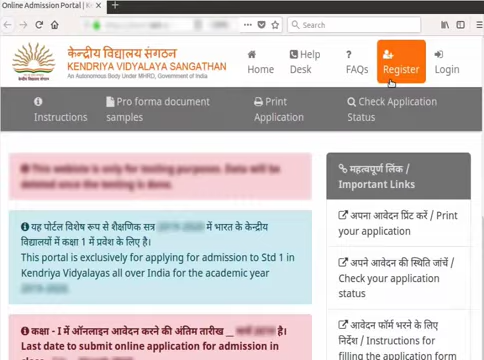 Online Admission Portal | K
Search
केन्द्रीय विद्यालय संगठन
KENDRIYA VIDYALAYA SANGATHAN
An Autonomous Body Under MHRD, Government of India
Home
Help Desk
? FAQs
Register
Login
Instructions
Pro forma document samples
Print Application
Check Application Status
This website is only for testing purposes. Data will be
deleted once the testing is done.
यह पोर्टल विशेष रूप से शैक्षणिक सत्र में भारत के केन्द्रीय
विद्यालयों में कक्षा 1 में प्रवेश के लिए है।
This portal is exclusively for applying for admission to Std 1 in
Kendriya Vidyalayas all over India for the academic year
कक्षा - I में ऑनलाइन आवेदन करने की अंतिम तारीख __ है।
Last date to submit online application for admission in
महत्वपूर्ण लिंक /
Important Links
अपना आवेदन प्रिंट करें / Print
your application
अपने आवेदन की स्थिति जांचें /
Check your application
status
आवेदन फॉर्म भरने के लिए
निर्देश / Instructions for
filling the application form